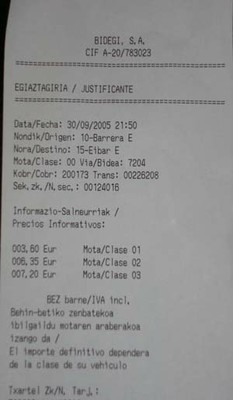 BIDEGI, S.A.
CIF A-20/783023
EGIAZTAGIRIA / JUSTIFICANTE
Data/Fecha: 30/09/2005 21:50
Nondik/Origen: 10-Barrera E
Nora/Destino: 15-Eibar E
Mota/Clase: 00 Via/Bidea: 7204
Kobr/Cobr: 200173 Trans: 00226208
Sek.zk./N.sec.: 00124016
Informazio-Salneurriak /
Precios Informativos:
003,60 Eur Mota/Clase 01
006,35 Eur Mota/Clase 02
007,20 Eur Mota/Clase 03
BEZ barne/IVA incl.
Behin-betiko zenbatekoa
ibilgaildu motaren araberakoa
izango da /
El importe definitivo dependera
de la clase de su vehiculo
Txartel Zk/N. Tarj.: